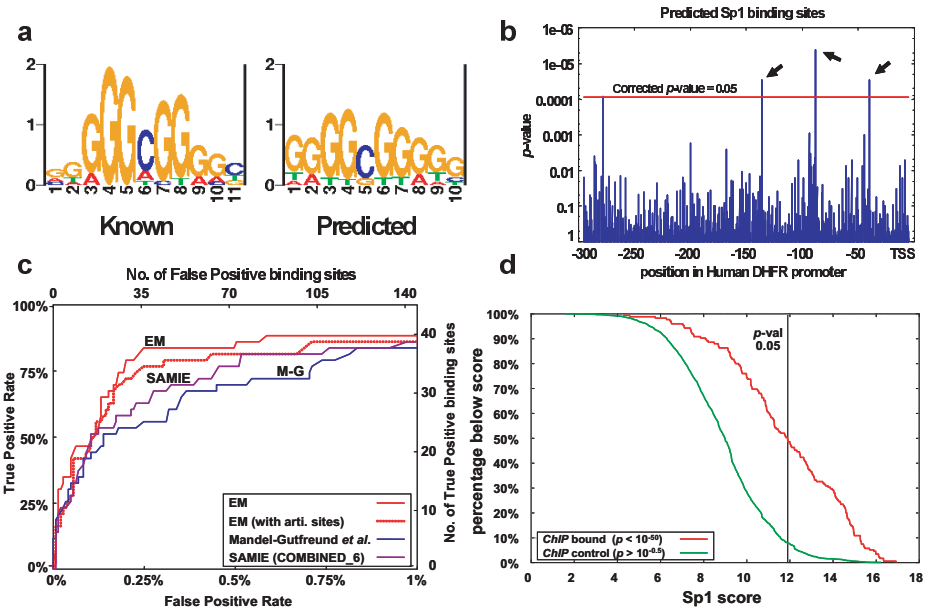 a
2
1
0
1 2 3 4 5 6 7 8 9 10 11
Known
2
1
0
1 2 3 4 5 6 7 8 9 10
Predicted
b
Predicted Sp1 binding sites
1e-06
1e-05
0.0001
0.001
0.01
0.1
1
p-value
Corrected p-value = 0.05
-300 -250 -200 -150 -100 -50 TSS
position in Human DHFR promoter
c
No. of False Positive binding sites
0 35 70 105 140
100%
75%
50%
25%
0%
True Positive Rate
EM
SAMIE
M-G
40
30
20
10
0
No. of True Positive binding sites
EM
EM (with arti. sites)
Mandel-Gutfreund et al.
SAMIE (COMBINED_6)
0% 0.25% 0.5% 0.75% 1%
False Positive Rate
d
100%
90%
80%
70%
60%
50%
40%
30%
20%
10%
0%
percentage below score
p-val
0.05
ChIP bound (p < 10-50)
ChIP control (p > 10-0.5)
0 2 4 6 8 10 12 14 16 18
Sp1 score